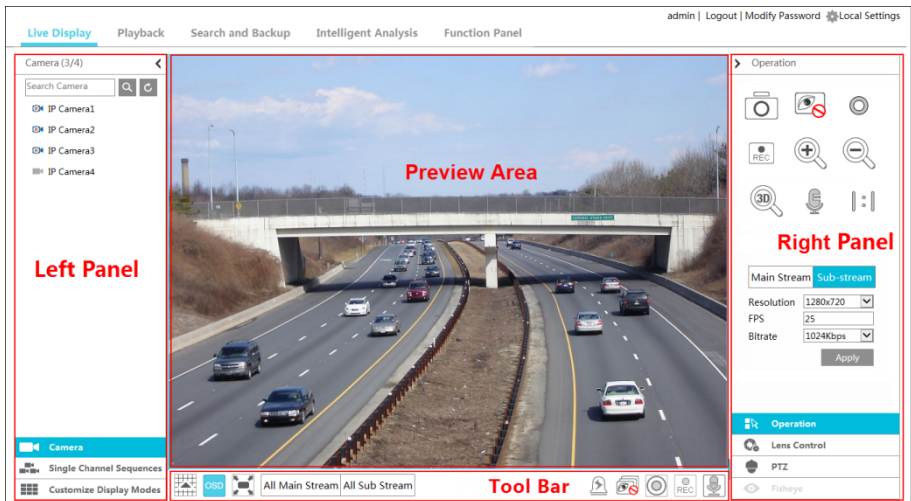 admin | Logout | Modify Password Local Settings
Live Display Playback Search and Backup Intelligent Analysis Function Panel
Camera (3/4)
Search Camera
IP Camera1
IP Camera2
IP Camera3
IP Camera4
Left Panel
Camera
Single Channel Sequences
Customize Display Modes
Preview Area
OSD
All Main Stream All Sub Stream
Tool Bar
REC
Operation
REC
3D
1:1
Right Panel
Main Stream Sub-stream
Resolution 1280x720
FPS 25
Bitrate 1024Kbps
Apply
Operation
Lens Control
PTZ
Fisheye